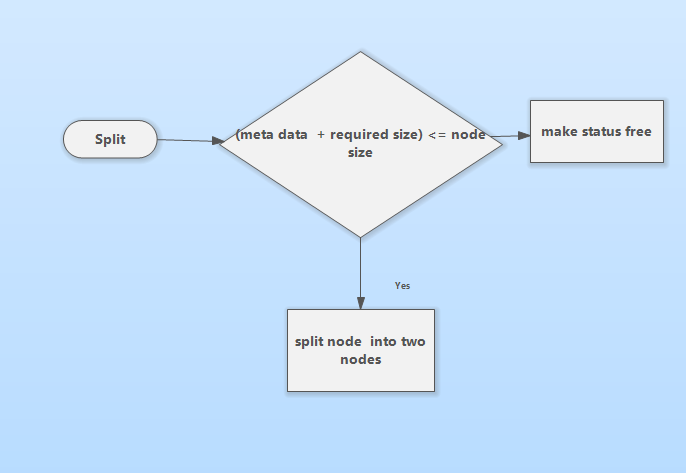 Split
(meta data  + required size) <= node
size
make status free
Yes
split node  into two
nodes